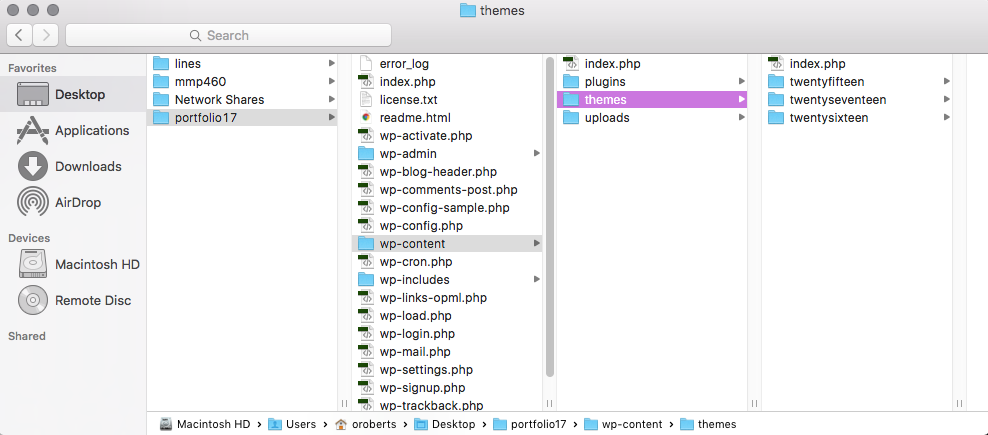 themes
Search
Favorites
Desktop
Applications
Downloads
AirDrop
Devices
Macintosh HD
Remote Disc
Shared
lines
mmp460
Network Shares
portfolio17
error_log
index.php
license.txt
readme.html
wp-activate.php
wp-admin
wp-blog-header.php
wp-comments-post.php
wp-config-sample.php
wp-config.php
wp-content
wp-cron.php
wp-includes
wp-links-opml.php
wp-load.php
wp-login.php
wp-mail.php
wp-settings.php
wp-signup.php
wp-trackback.php
index.php
plugins
themes
uploads
index.php
twentyfifteen
twentyseventeen
twentysixteen
Macintosh HD › Users › oroberts › Desktop › portfolio17 › wp-content › themes